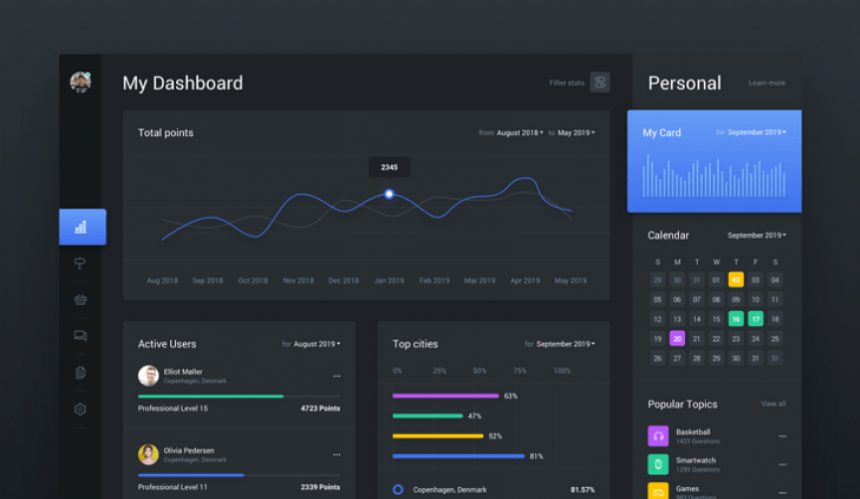 My Dashboard
Filter stats
Personal
Learn more
Total points
from August 2018 to May 2019
2345
Aug 2018 Sep 2018 Oct 2018 Nov 2018 Dec 2018 Jan 2019 Feb 2019 Mar 2019 Apr 2019 May 2019
My Card
for September 2019
Calendar
September 2019
S M T W T F S
29 30 31 01 02 03 04
05 06 07 08 09 10 11
12 13 14 15 16 17 18
19 20 21 22 23 24 25
26 27 28 29 30 31
Active Users
for August 2019
Elliot Møller
Copenhagen, Denmark
Professional Level 15
4723 Points
Olivia Pedersen
Copenhagen, Denmark
Professional Level 11
2339 Points
Top cities
for September 2019
0% 25% 50% 75% 100%
63%
47%
52%
81%
Copenhagen, Denmark
81.57%
Popular Topics
View all
Basketball
1423 Questions
Smartwatch
1295 Questions
Games
982 Questions